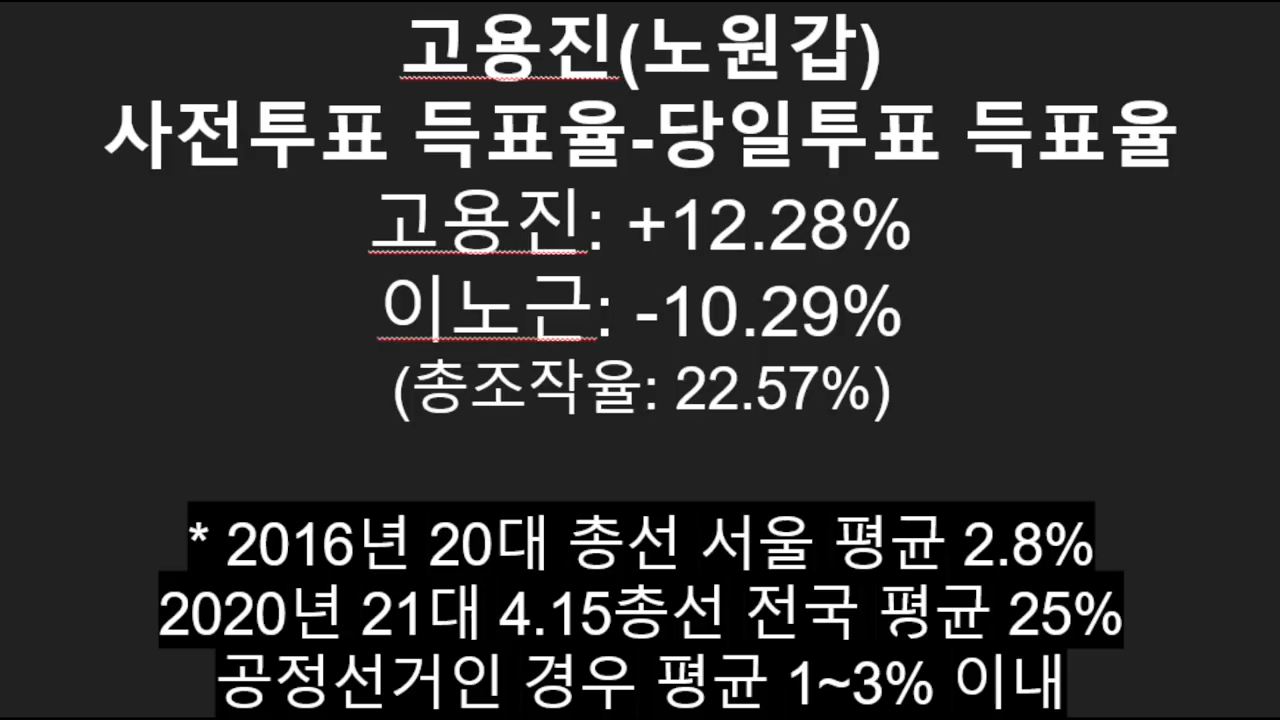 고용진(노원갑)
사전투표 득표율-당일투표 득표율
고용진: +12.28%
이노근: -10.29%
(총조작율: 22.57%)
* 2016년 20대 총선 서울 평균 2.8%
2020년 21대 4.15총선 전국 평균 25%
공정선거인 경우 평균 1~3% 이내